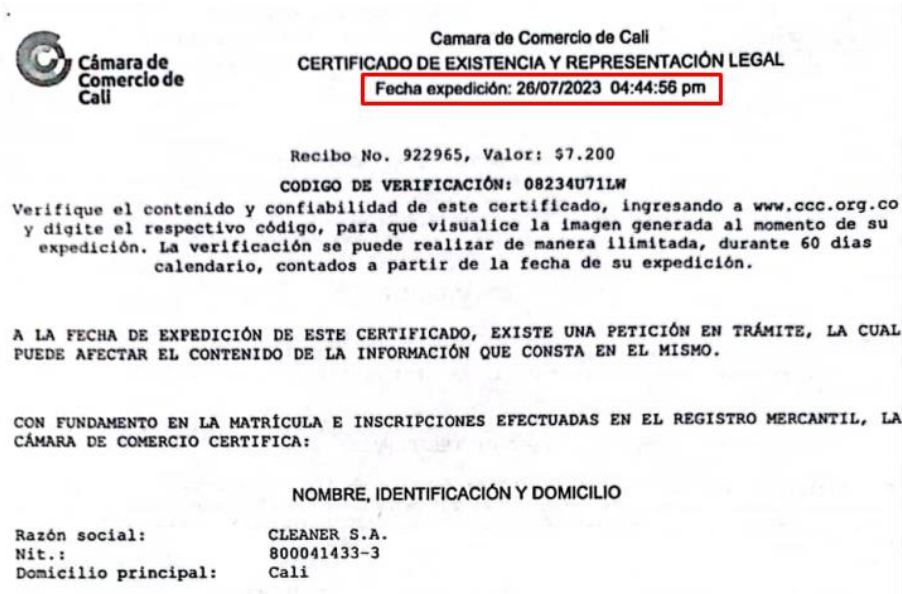 Cámara de
Comercio de
Cali
Camara de Comercio de Cali
CERTIFICADO DE EXISTENCIA Y REPRESENTACIÓN LEGAL
Fecha expedición: 26/07/2023 04:44:56 pm
Recibo No. 922965, Valor: $7.200
CODIGO DE VERIFICACIÓN: 08234U71LW
Verifique el contenido y confiabilidad de este certificado, ingresando a www.ccc.org.co
y digite el respectivo código, para que visualice la imagen generada al momento de su
expedición. La verificación se puede realizar de manera ilimitada, durante 60 dias
calendario, contados a partir de la fecha de su expedición.
A LA FECHA DE EXPEDICIÓN DE ESTE CERTIFICADO, EXISTE UNA PETICIÓN EN TRÁMITE, LA CUAL
PUEDE AFECTAR EL CONTENIDO DE LA INFORMACIÓN QUE CONSTA EN EL MISMO.
CON FUNDAMENTO EN LA MATRÍCULA E INSCRIPCIONES EFECTUADAS EN EL REGISTRO MERCANTIL, LA
CÁMARA DE COMERCIO CERTIFICA:
NOMBRE, IDENTIFICACIÓN Y DOMICILIO
Razón social: CLEANER S.A.
Nit.: 800041433-3
Domicilio principal: Cali